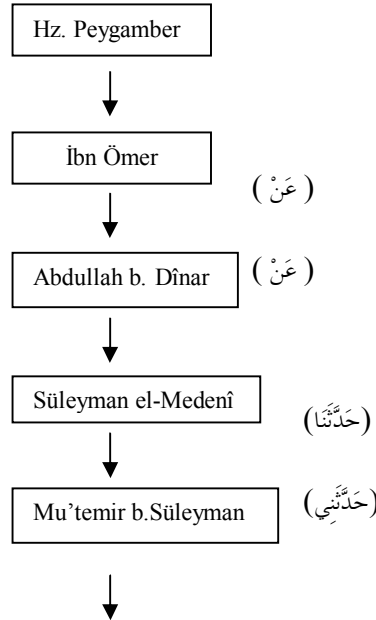 Hz. Peygamber
İbn Ömer
( عَنْ )
Abdullah b. Dînar
( عَنْ )
Süleyman el-Medenî
(حَدَّثَنَا)
Mu’temir b.Süleyman
(حَدَّثَنِي)